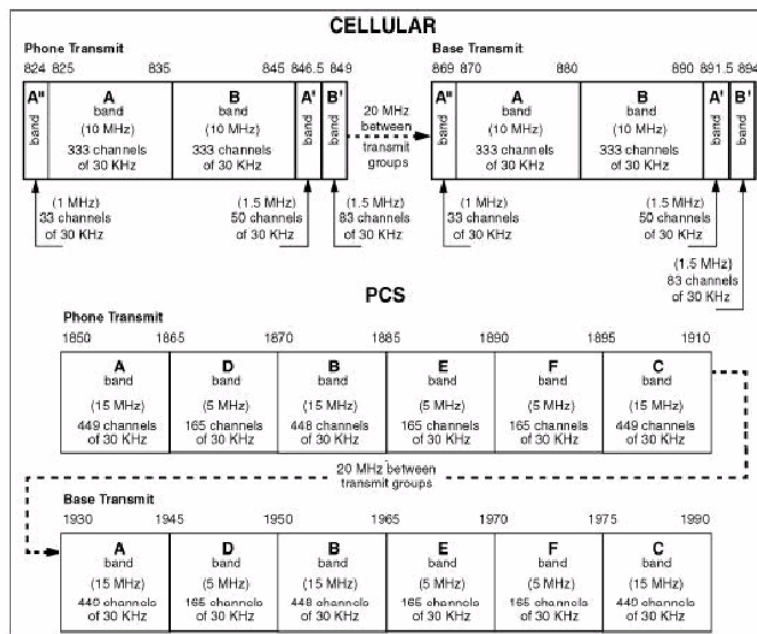 CELLULAR
Phone Transmit
824 825 835 845 846.5 849
A" band
A band (10 MHz) 333 channels of 30 KHz
B band (10 MHz) 333 channels of 30 KHz
A' band
B' band
(1 MHz) 33 channels of 30 KHz
(1.5 MHz) 50 channels of 30 KHz
(1.5 MHz) 83 channels of 30 KHz
20 MHz between transmit groups
Base Transmit
869 870 880 890 891.5 894
A" band
A band (10 MHz) 333 channels of 30 KHz
B band (10 MHz) 333 channels of 30 KHz
A' band
B' band
(1 MHz) 33 channels of 30 KHz
(1.5 MHz) 50 channels of 30 KHz
(1.5 MHz) 83 channels of 30 KHz
PCS
Phone Transmit
1850 1865 1870 1885 1890 1895 1910
A band (15 MHz) 449 channels of 30 KHz
D band (5 MHz) 165 channels of 30 KHz
B band (15 MHz) 448 channels of 30 KHz
E band (5 MHz) 165 channels of 30 KHz
F band (5 MHz) 165 channels of 30 KHz
C band (15 MHz) 449 channels of 30 KHz
20 MHz between transmit groups
Base Transmit
1930 1945 1950 1965 1970 1975 1990
A band (15 MHz) 449 channels of 30 KHz
D band (5 MHz) 165 channels of 30 KHz
B band (15 MHz) 448 channels of 30 KHz
E band (5 MHz) 165 channels of 30 KHz
F band (5 MHz) 165 channels of 30 KHz
C band (15 MHz) 449 channels of 30 KHz